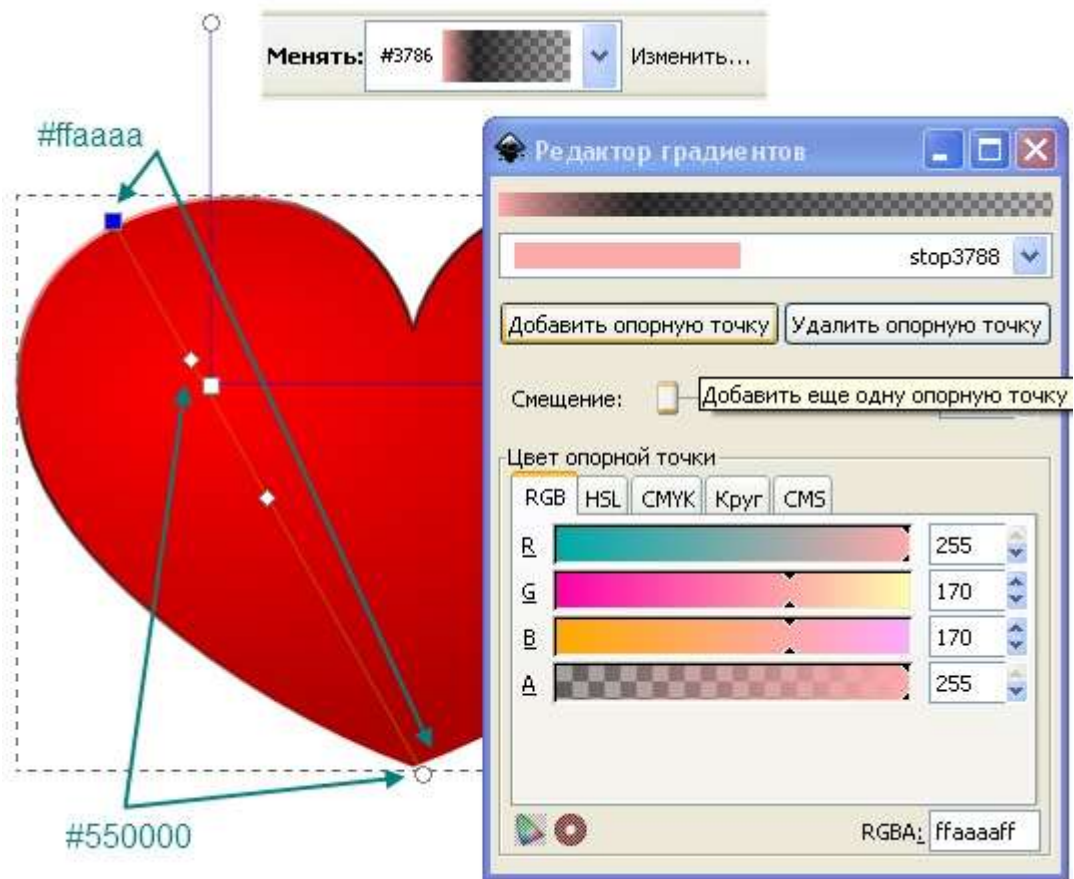 Менять: #3786 Изменить...
#ffaaaa
Редактор градиентов
stop3788
Добавить опорную точку Удалить опорную точку
Смещение: Добавить еще одну опорную точку
Цвет опорной точки
RGB HSL CMYK Круг CMS
R 255
G 170
B 170
A 255
#550000
RGBA: ffaaaaff